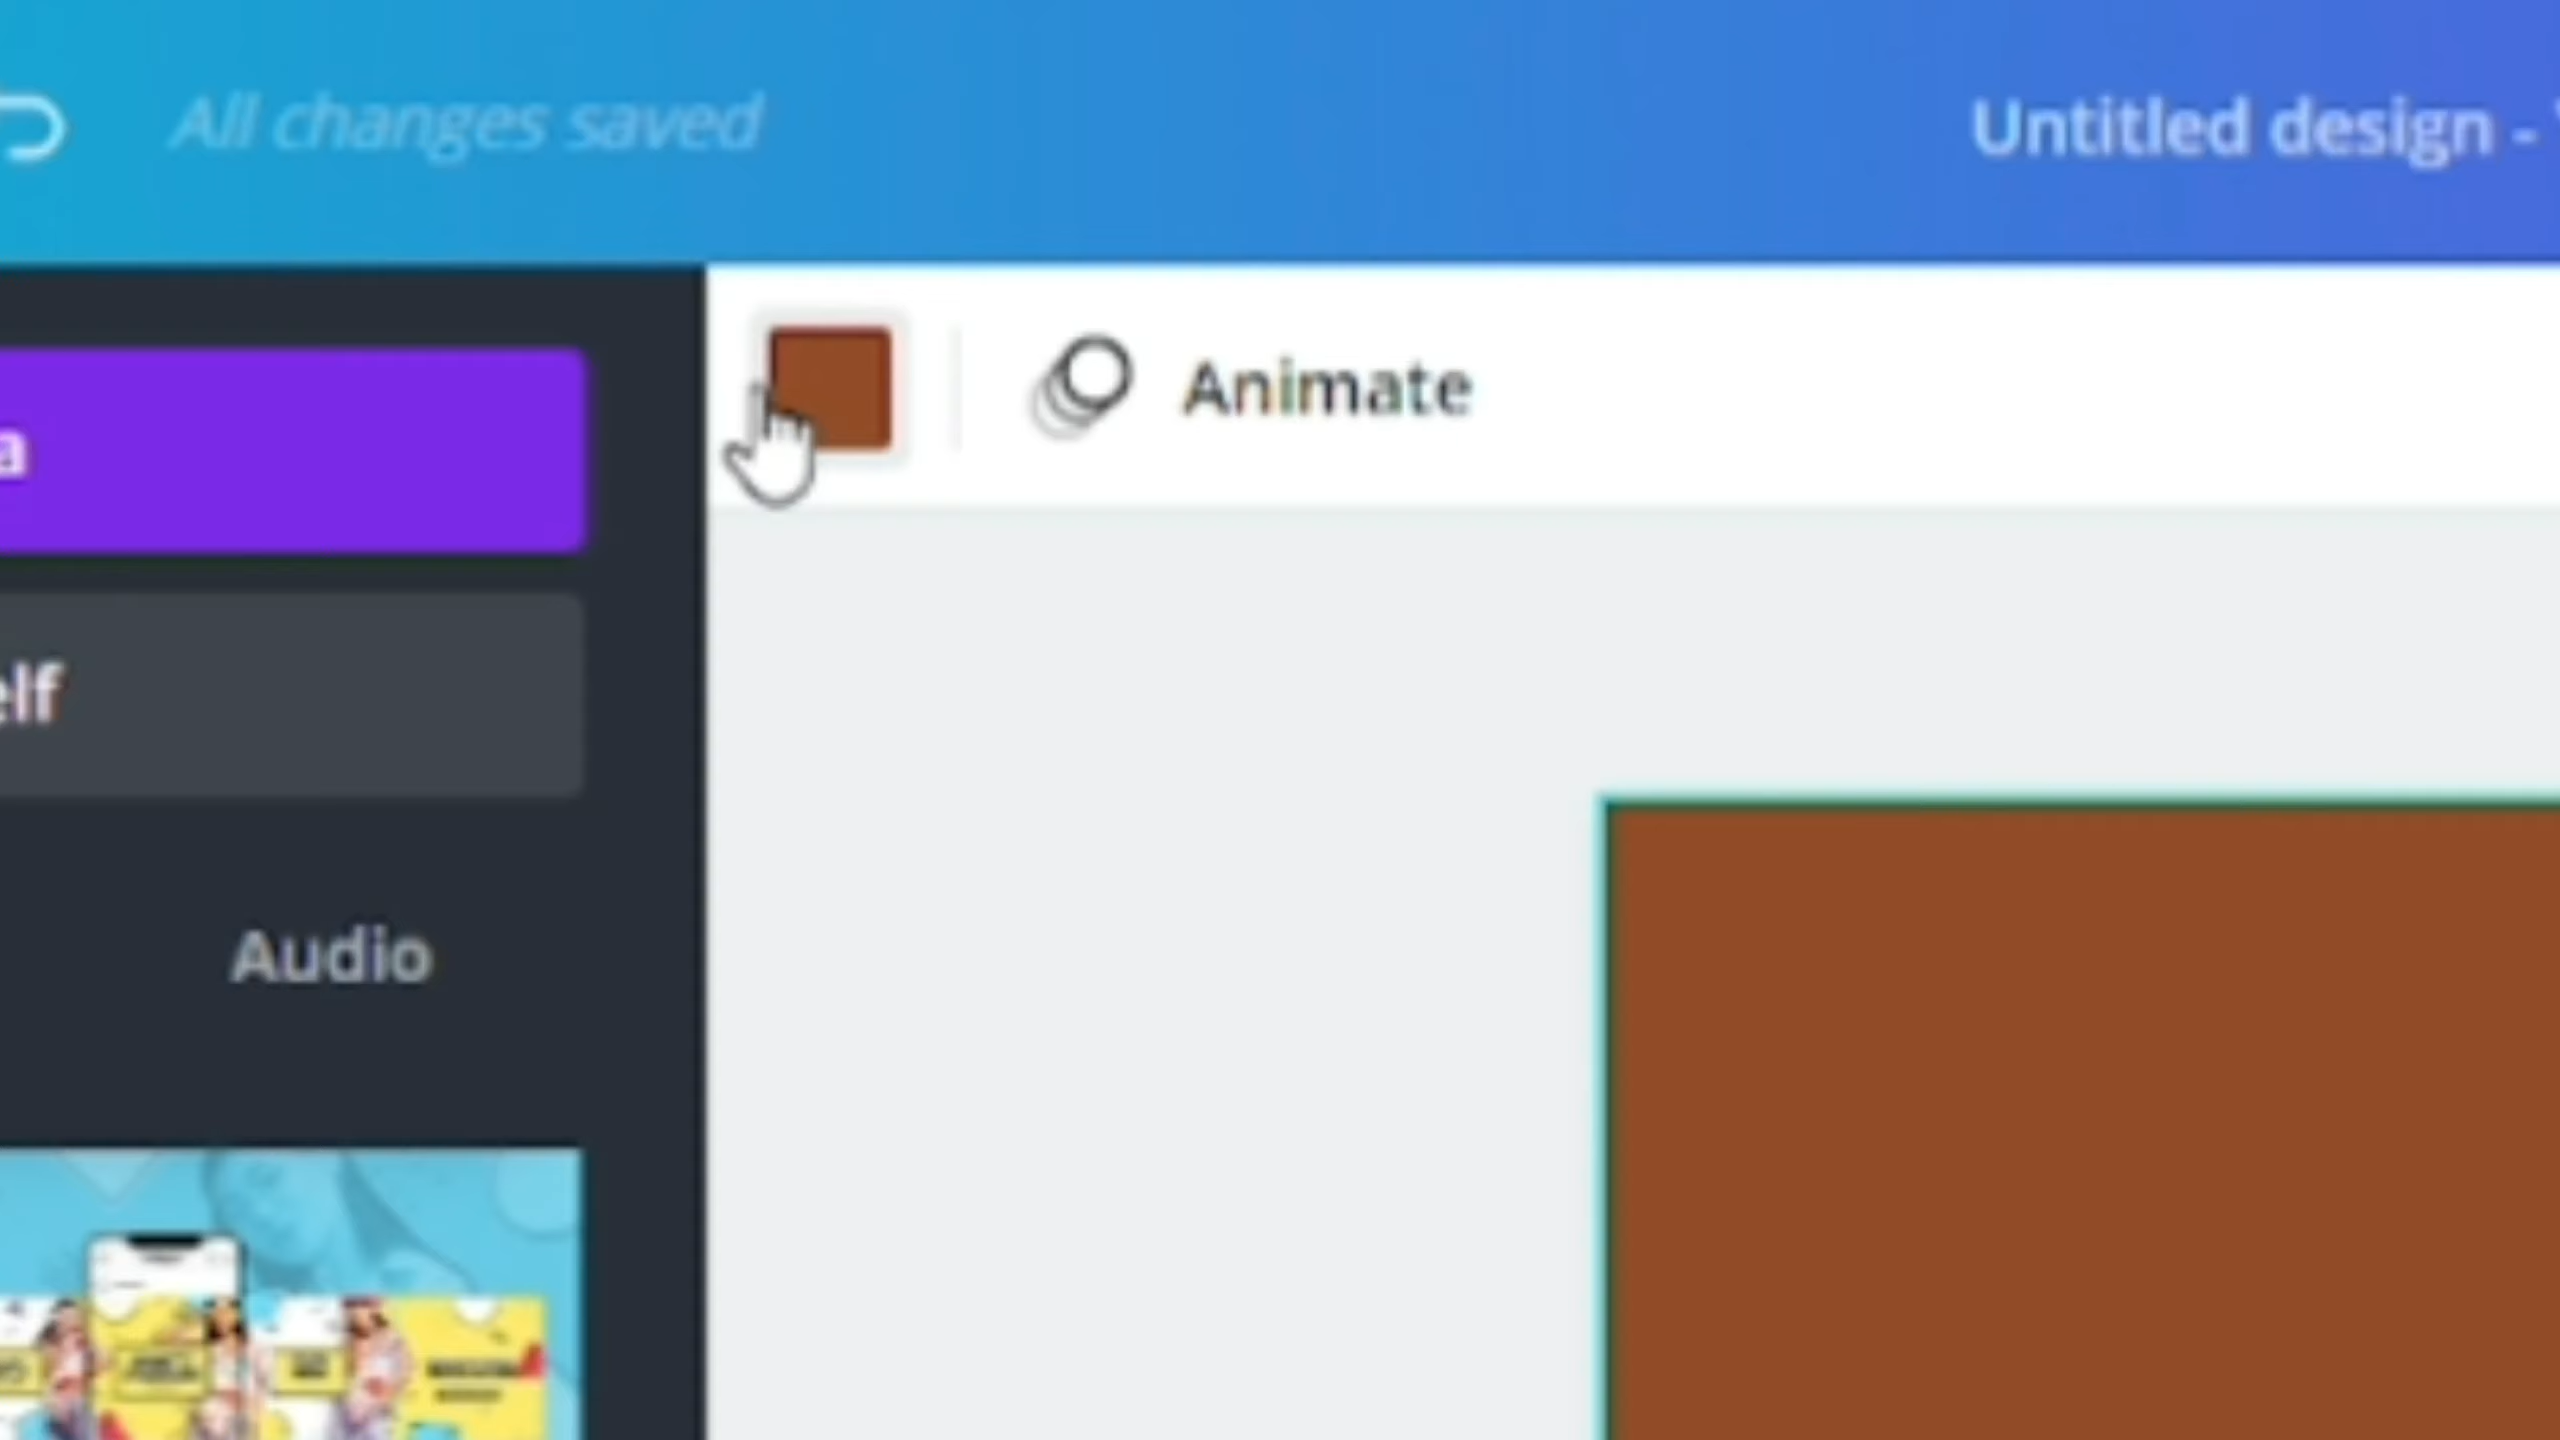 All changes saved
Untitled design -
Animate
a
elf
Audio